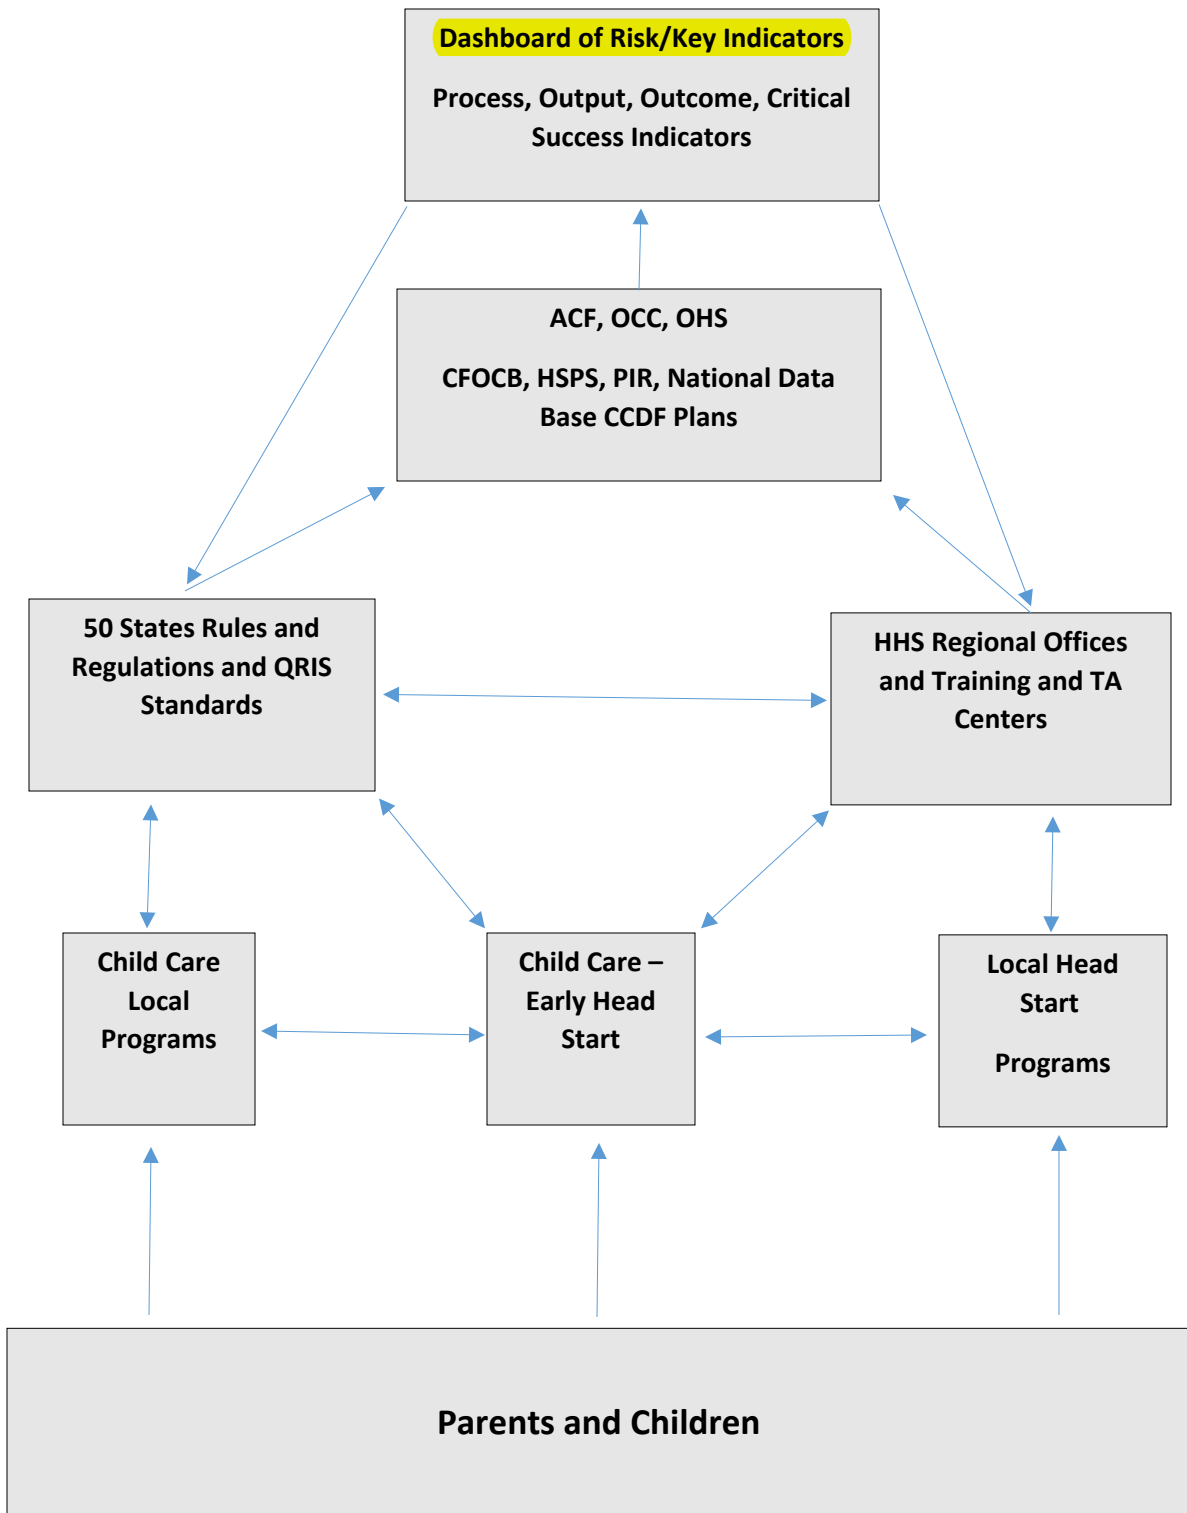 Dashboard of Risk/Key Indicators
Process, Output, Outcome, Critical
Success Indicators
ACF, OCC, OHS
CFOCB, HSPS, PIR, National Data
Base CCDF Plans
50 States Rules and
Regulations and QRIS
Standards
HHS Regional Offices
and Training and TA
Centers
Child Care
Local
Programs
Child Care –
Early Head
Start
Local Head
Start
Programs
Parents and Children